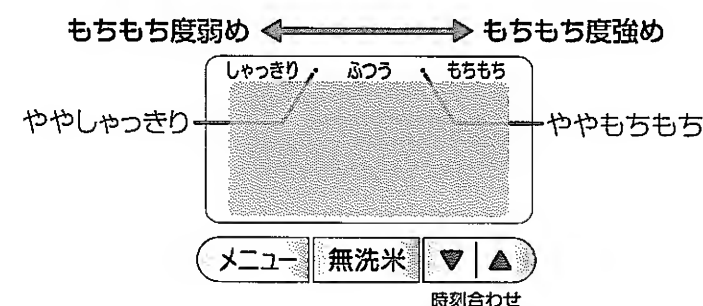 もちもち度弱め もちもち度強め
しゃっきり・ふつう・もちもち
ややしゃっきり ややもちもち
メニュー 無洗米 ▼ ▲
時刻合わせ